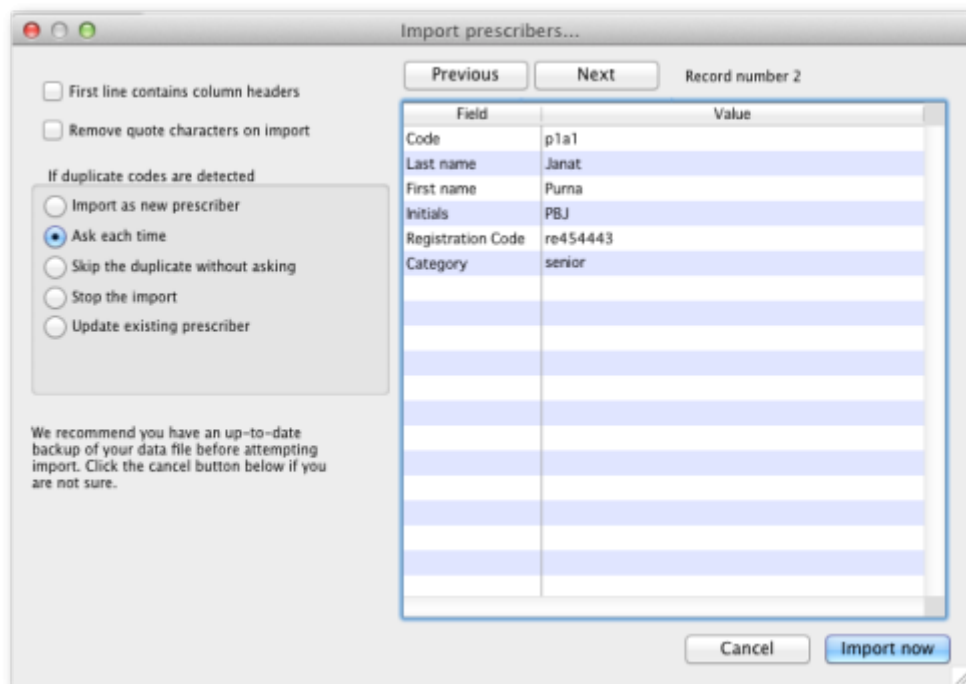 Import prescribers...
First line contains column headers
Remove quote characters on import
If duplicate codes are detected
Import as new prescriber
Ask each time
Skip the duplicate without asking
Stop the import
Update existing prescriber
We recommend you have an up-to-date
backup of your data file before attempting
import. Click the cancel button below if you
are not sure.
Previous Next Record number 2
Field Value
Code p1a1
Last name Janat
First name Purna
Initials PBJ
Registration Code re454443
Category senior
Cancel Import now